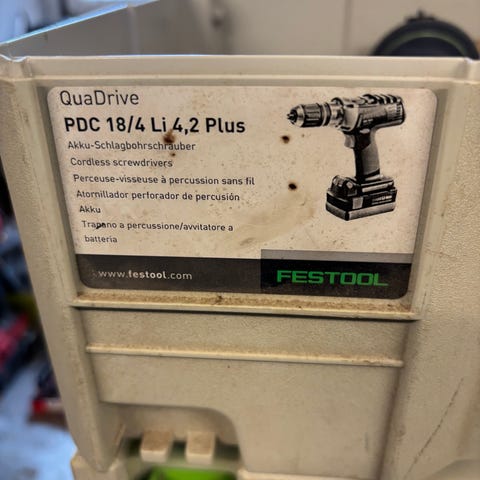 QuaDrive
PDC 18/4 Li 4,2 Plus
Akku-Schlagbohrschrauber
Cordless screwdrivers
Perceuse-visseuse à percussion sans fil
Atornillador perforador de percusión
Akku
Trapano a percussione/avvitatore a
batteria
www.festool.com
FESTOOL